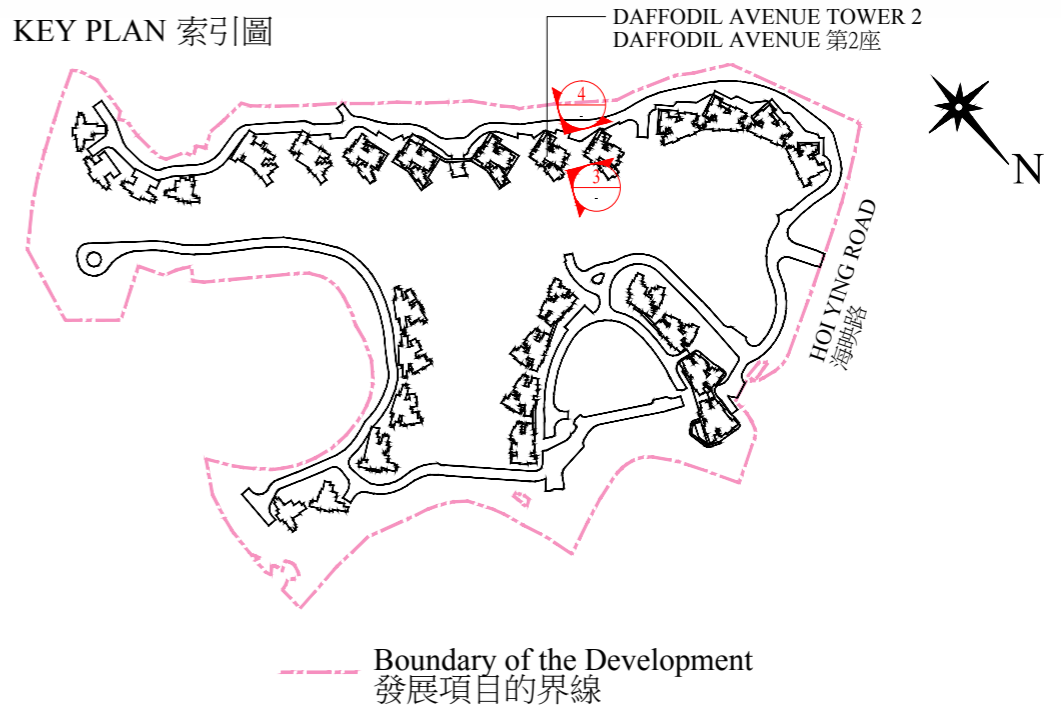 KEY PLAN 索引圖
DAFFODIL AVENUE TOWER 2
DAFFODIL AVENUE 第2座
4
-
3
-
N
HOI YING ROAD
海映路
Boundary of the Development
發展項目的界線